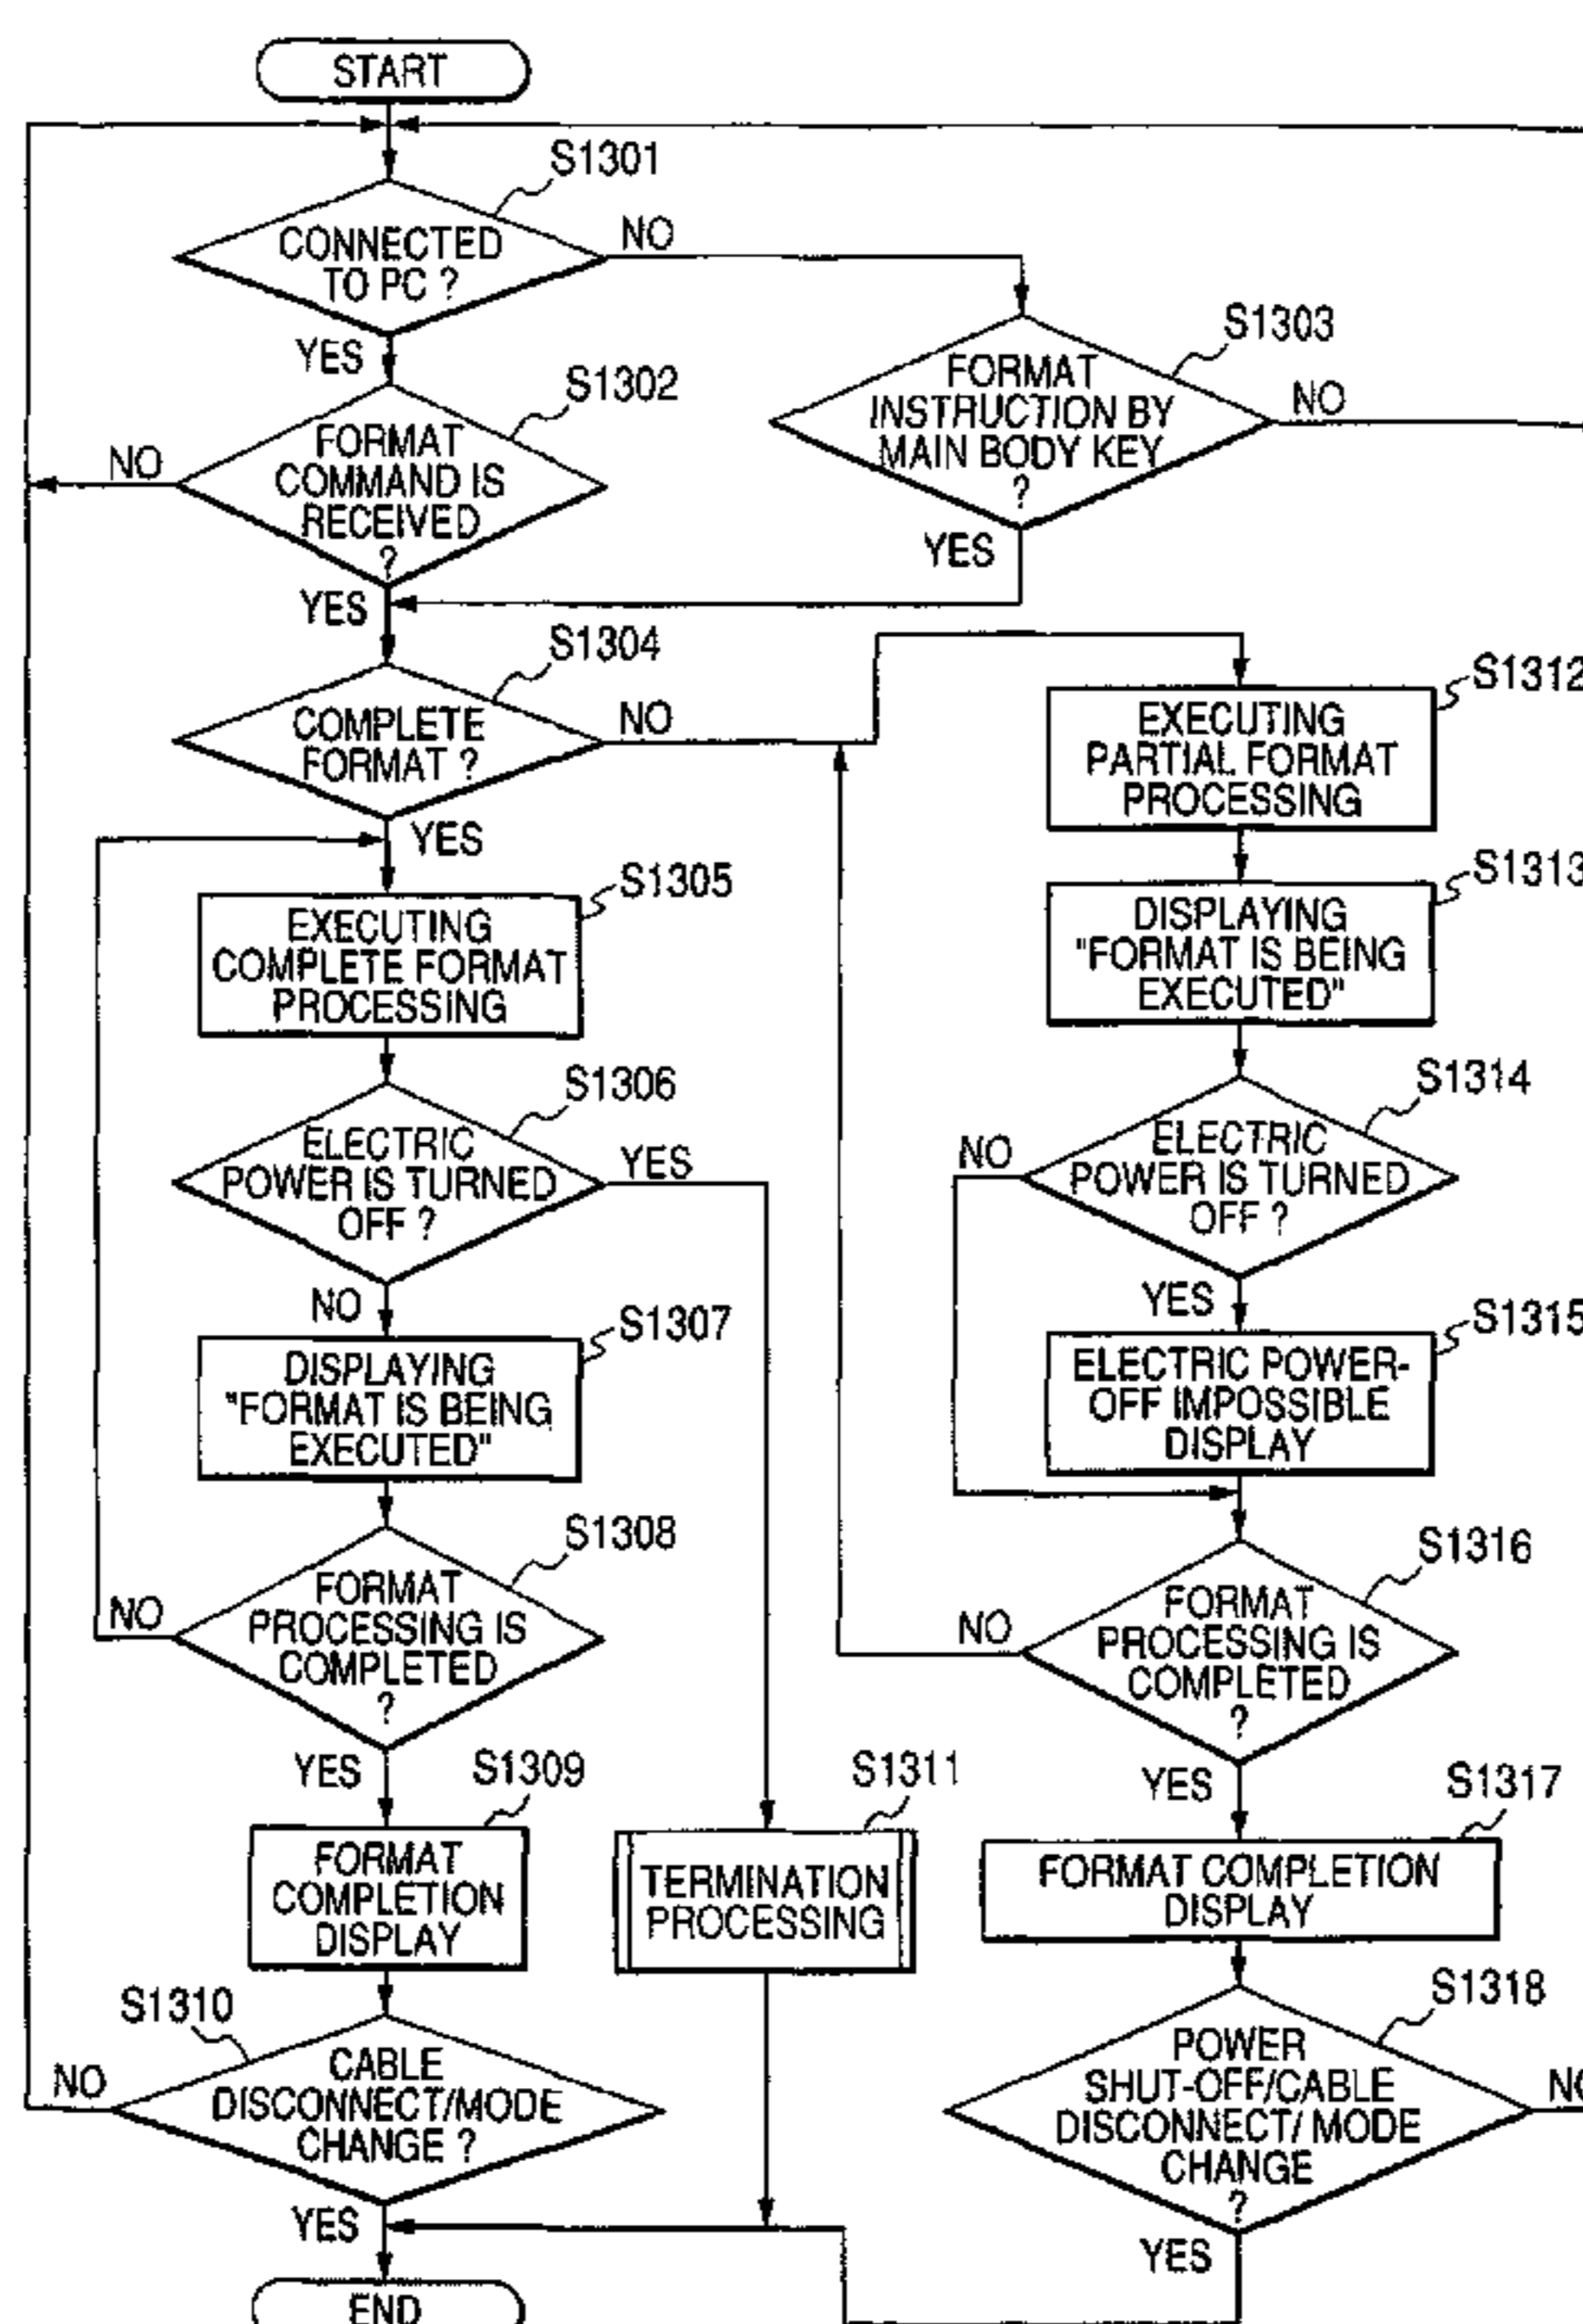 START
S1301
CONNECTED
TO PC ?
NO
YES
S1302
FORMAT
COMMAND IS
RECEIVED
?
NO
YES
S1303
FORMAT
INSTRUCTION BY
MAIN BODY KEY
?
NO
YES
S1304
COMPLETE
FORMAT ?
NO
YES
S1305
EXECUTING
COMPLETE FORMAT
PROCESSING
S1306
ELECTRIC
POWER IS TURNED
OFF ?
YES
NO
S1307
DISPLAYING
"FORMAT IS BEING
EXECUTED"
S1308
FORMAT
PROCESSING IS
COMPLETED
?
NO
YES
S1309
FORMAT
COMPLETION
DISPLAY
S1310
CABLE
DISCONNECT/MODE
CHANGE ?
NO
YES
END
S1311
TERMINATION
PROCESSING
S1312
EXECUTING
PARTIAL FORMAT
PROCESSING
S1313
DISPLAYING
"FORMAT IS BEING
EXECUTED"
S1314
ELECTRIC
POWER IS TURNED
OFF ?
NO
YES
S1315
ELECTRIC POWER-
OFF IMPOSSIBLE
DISPLAY
S1316
FORMAT
PROCESSING IS
COMPLETED
?
NO
YES
S1317
FORMAT COMPLETION
DISPLAY
S1318
POWER
SHUT-OFF/CABLE
DISCONNECT/ MODE
CHANGE
?
NO
YES